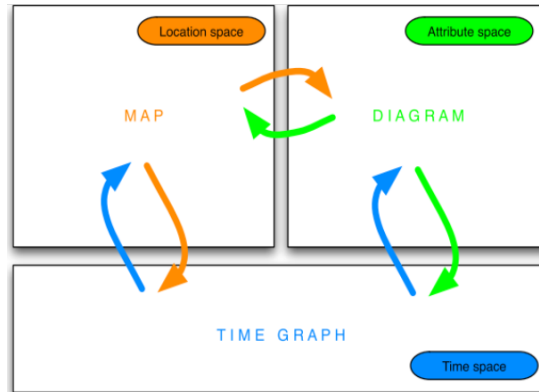 Location space
Attribute space
MAP
DIAGRAM
TIME GRAPH
Time space